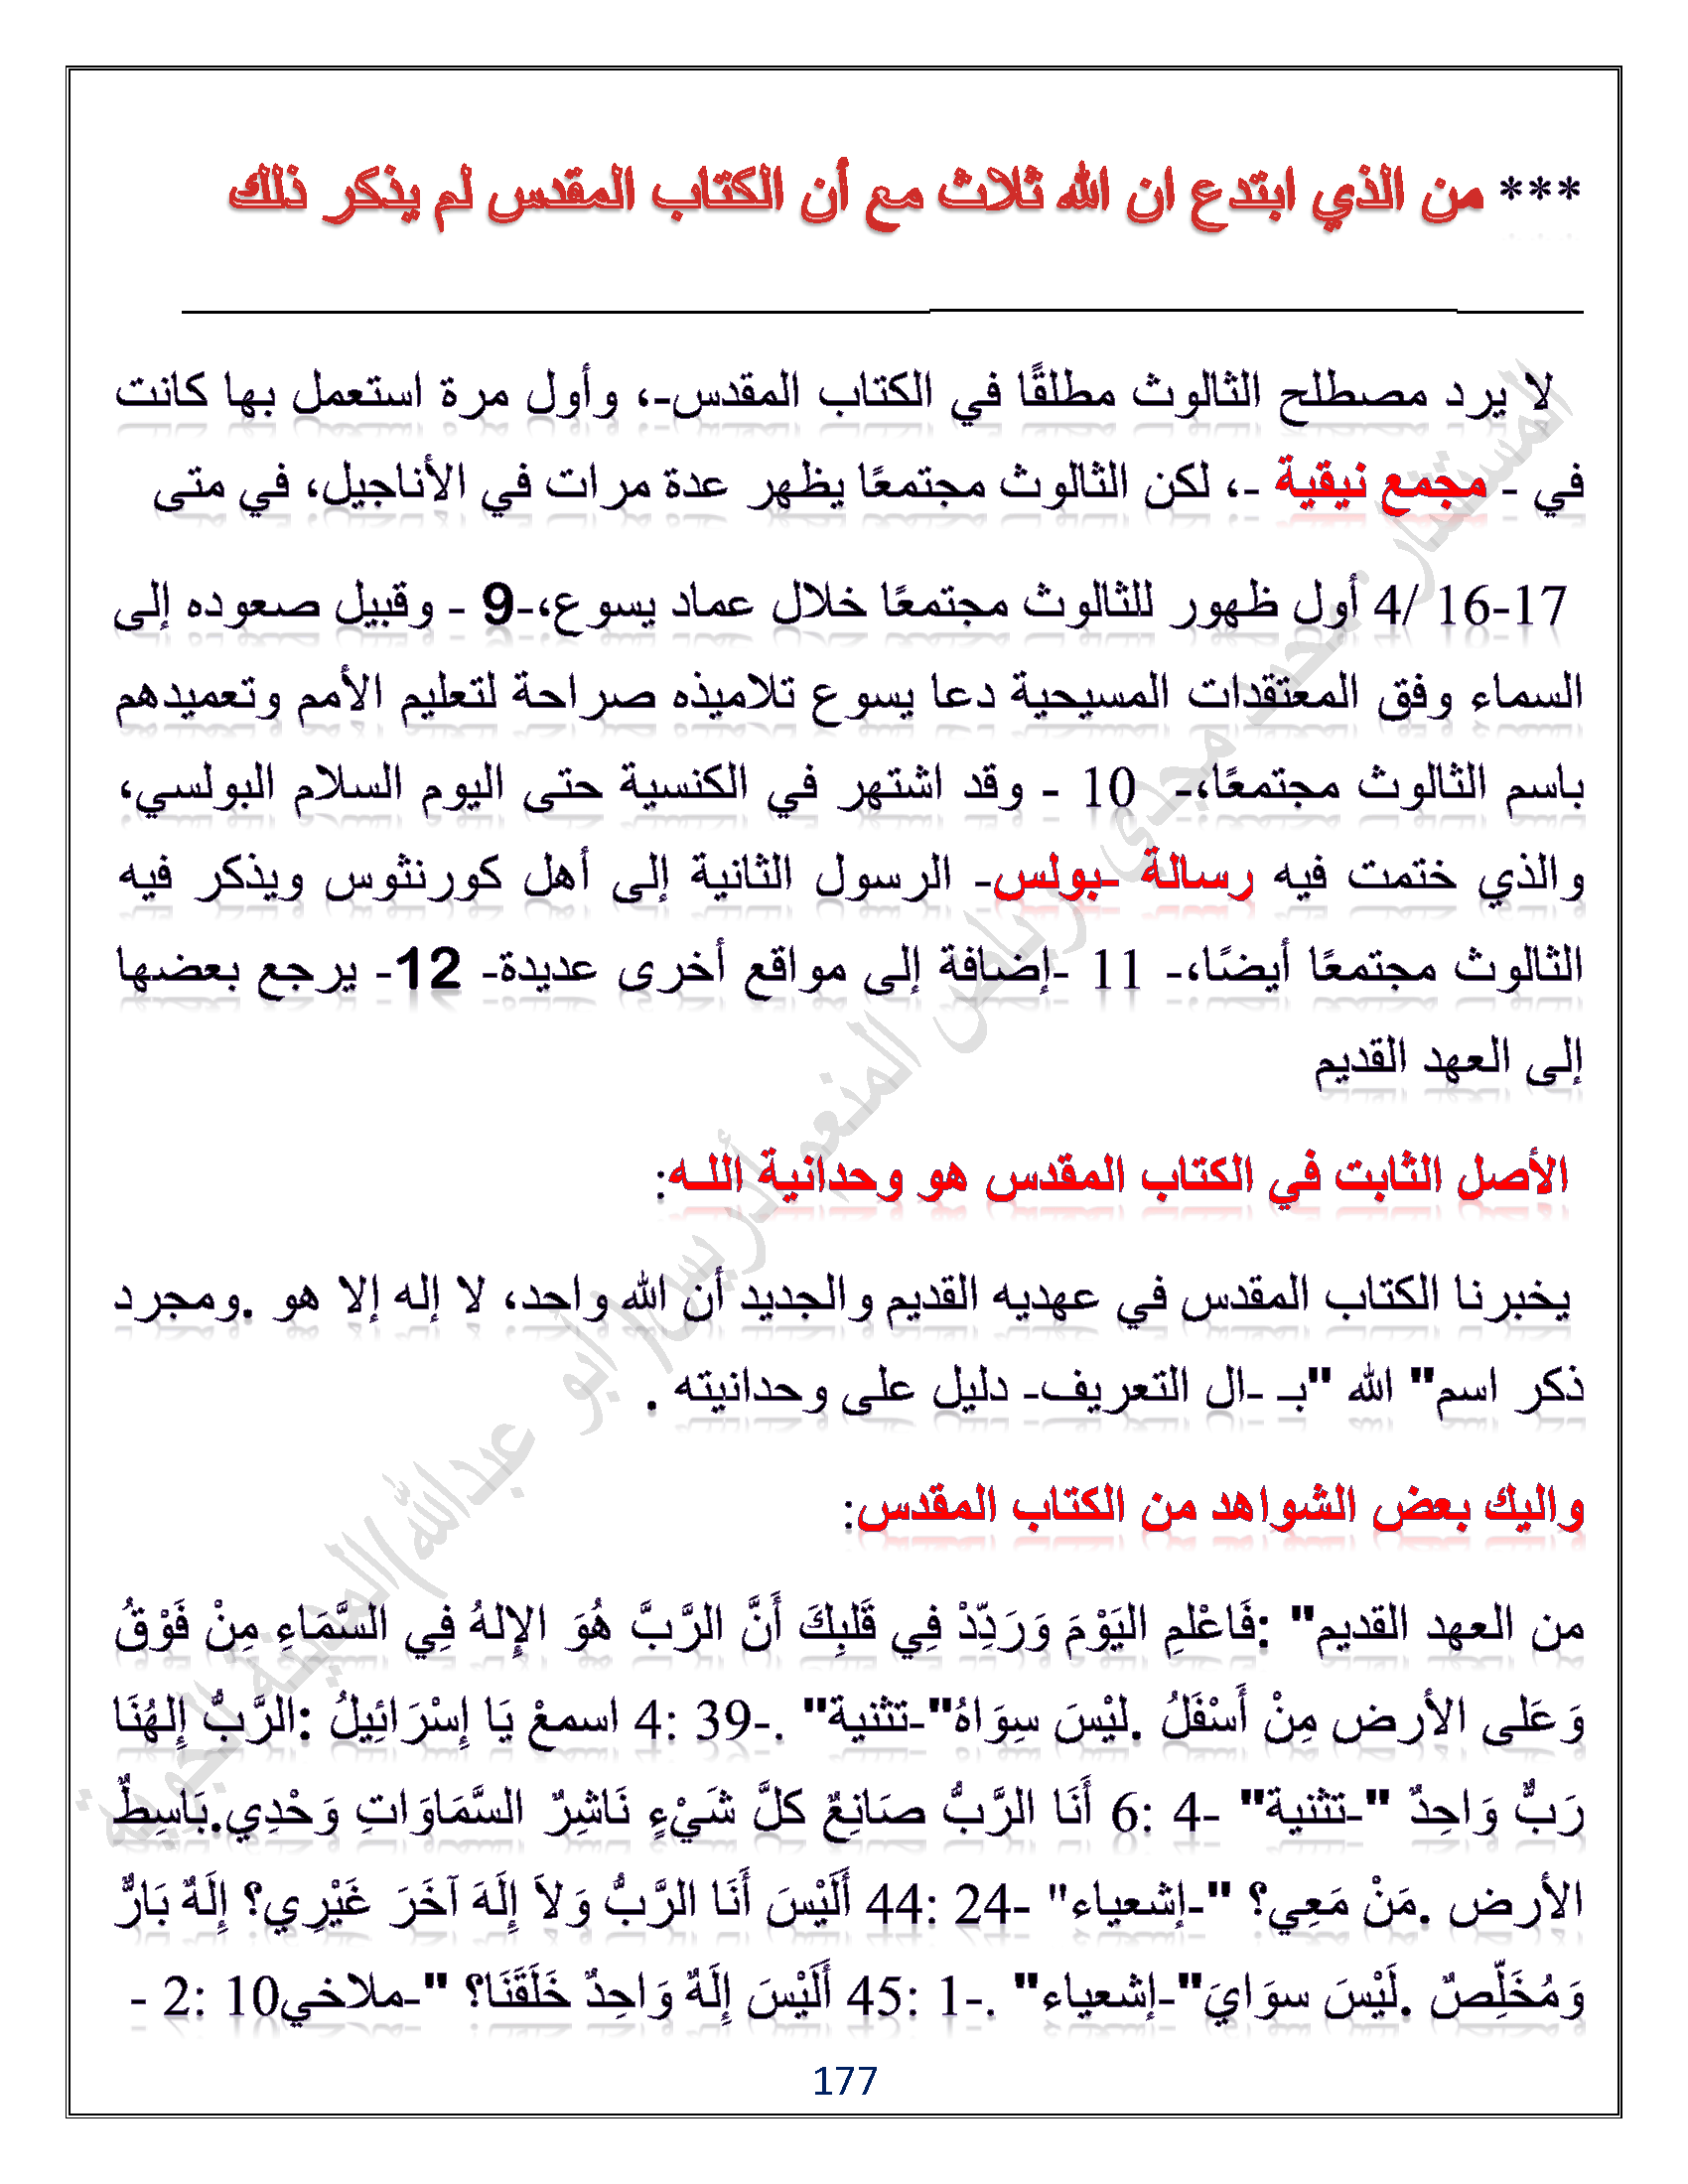 *** من الذي ابتدع ان الله ثلاث مع أن الكتاب المقدس لم يذكر ذلك
لا يرد مصطلح الثالوث مطلقًا في الكتاب المقدس-، وأول مرة استعمل بها كانت
في - مجمع نيقية -، لكن الثالوث مجتمعًا يظهر عدة مرات في الأناجيل، في متى
16-17 /4 أول ظهور للثالوث مجتمعًا خلال عماد يسوع،-9 - وقبيل صعوده إلى
السماء وفق المعتقدات المسيحية دعا يسوع تلاميذه صراحة لتعليم الأمم وتعميدهم
باسم الثالوث مجتمعًا،- 10 - وقد اشتهر في الكنسية حتى اليوم السلام البولسي،
والذي ختمت فيه رسالة -بولس- الرسول الثانية إلى أهل كورنثوس ويذكر فيه
الثالوث مجتمعًا أيضًا،- 11 -إضافة إلى مواقع أخرى عديدة- 12- يرجع بعضها
إلى العهد القديم
الأصل الثابت في الكتاب المقدس هو وحدانية اللـه:
يخبرنا الكتاب المقدس في عهديه القديم والجديد أن الله واحد، لا إله إلا هو .ومجرد
ذكر اسم" الله "بـ -ال التعريف- دليل على وحدانيته .
واليك بعض الشواهد من الكتاب المقدس:
من العهد القديم" :فَاعْلمِ اليَوْمَ وَرَدِّدْ فِي قَلبِكَ أَنَّ الرَّبَّ هُوَ الإِلهُ فِي السَّمَاءِ مِنْ فَوْقُ
وَعَلى الأرض مِنْ أَسْفَلُ .ليْسَ سِوَاهُ"-تثنية" .-39 :4 اسمعْ يَا إِسْرَائِيلُ :الرَّبُّ إِلهُنَا
رَبٌّ وَاحِدٌ "-تثنية" -4 :6 أَنَا الرَّبُّ صَانِعٌ كلَّ شَيْءٍ نَاشِرٌ السَّمَاوَاتِ وَحْدِي.بَاسِطٌ
الأرض .مَنْ مَعِي؟ "-إشعياء" -24 :44 أَلَيْسَ أَنَا الرَّبُّ وَلاَ إِلَهَ آخَرَ غَيْرِي؟ إِلَهٌ بَارٌّ
وَمُخَلِّصٌ .لَيْسَ سوَايَ"-إشعياء" .-1 :45 أَلَيْسَ إِلَهٌ وَاحِدٌ خَلَقَنَا؟ "-ملاخي10 :2 -
177